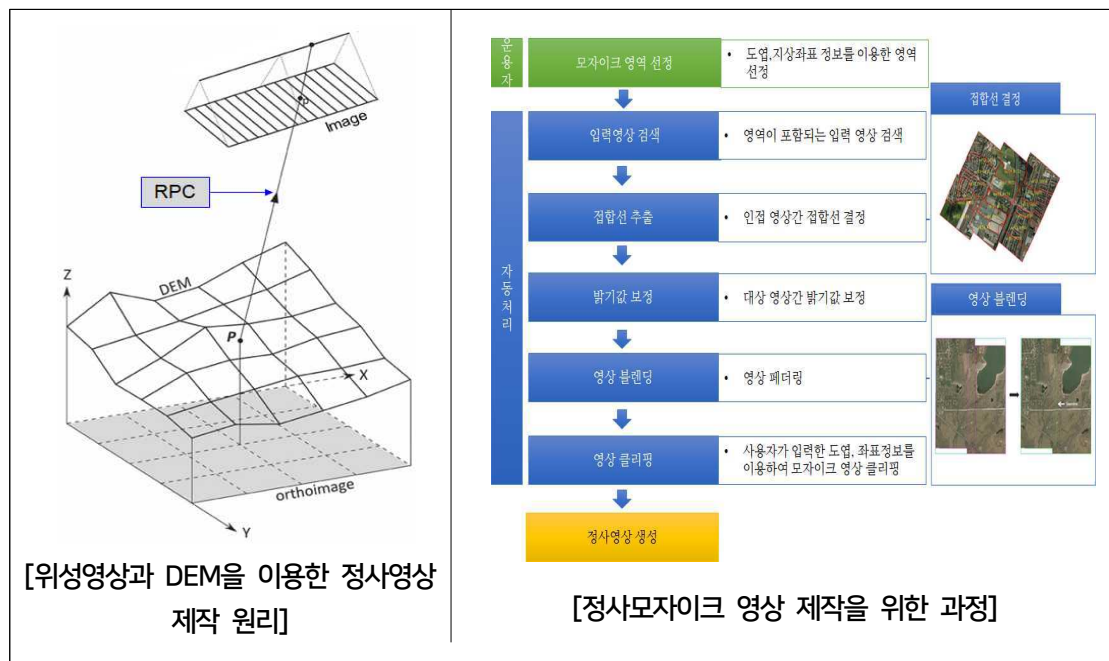 Image
p
RPC
Z
DEM
P
X
orthoimage
Y
[위성영상과 DEM을 이용한 정사영상
제작 원리]
운용자
모자이크 영역 선정
• 도엽,지상좌표 정보를 이용한 영역
선정
자동처리
입력영상 검색
• 영역이 포함되는 입력 영상 검색
접합선 추출
• 인접 영상간 접합선 결정
밝기값 보정
• 대상 영상간 밝기값 보정
영상 블렌딩
• 영상 페더링
영상 클리핑
• 사용자가 입력한 도엽, 좌표정보를
이용하여 모자이크 영상 클리핑
정사영상 생성
접합선 결정
영상 블렌딩
[정사모자이크 영상 제작을 위한 과정]